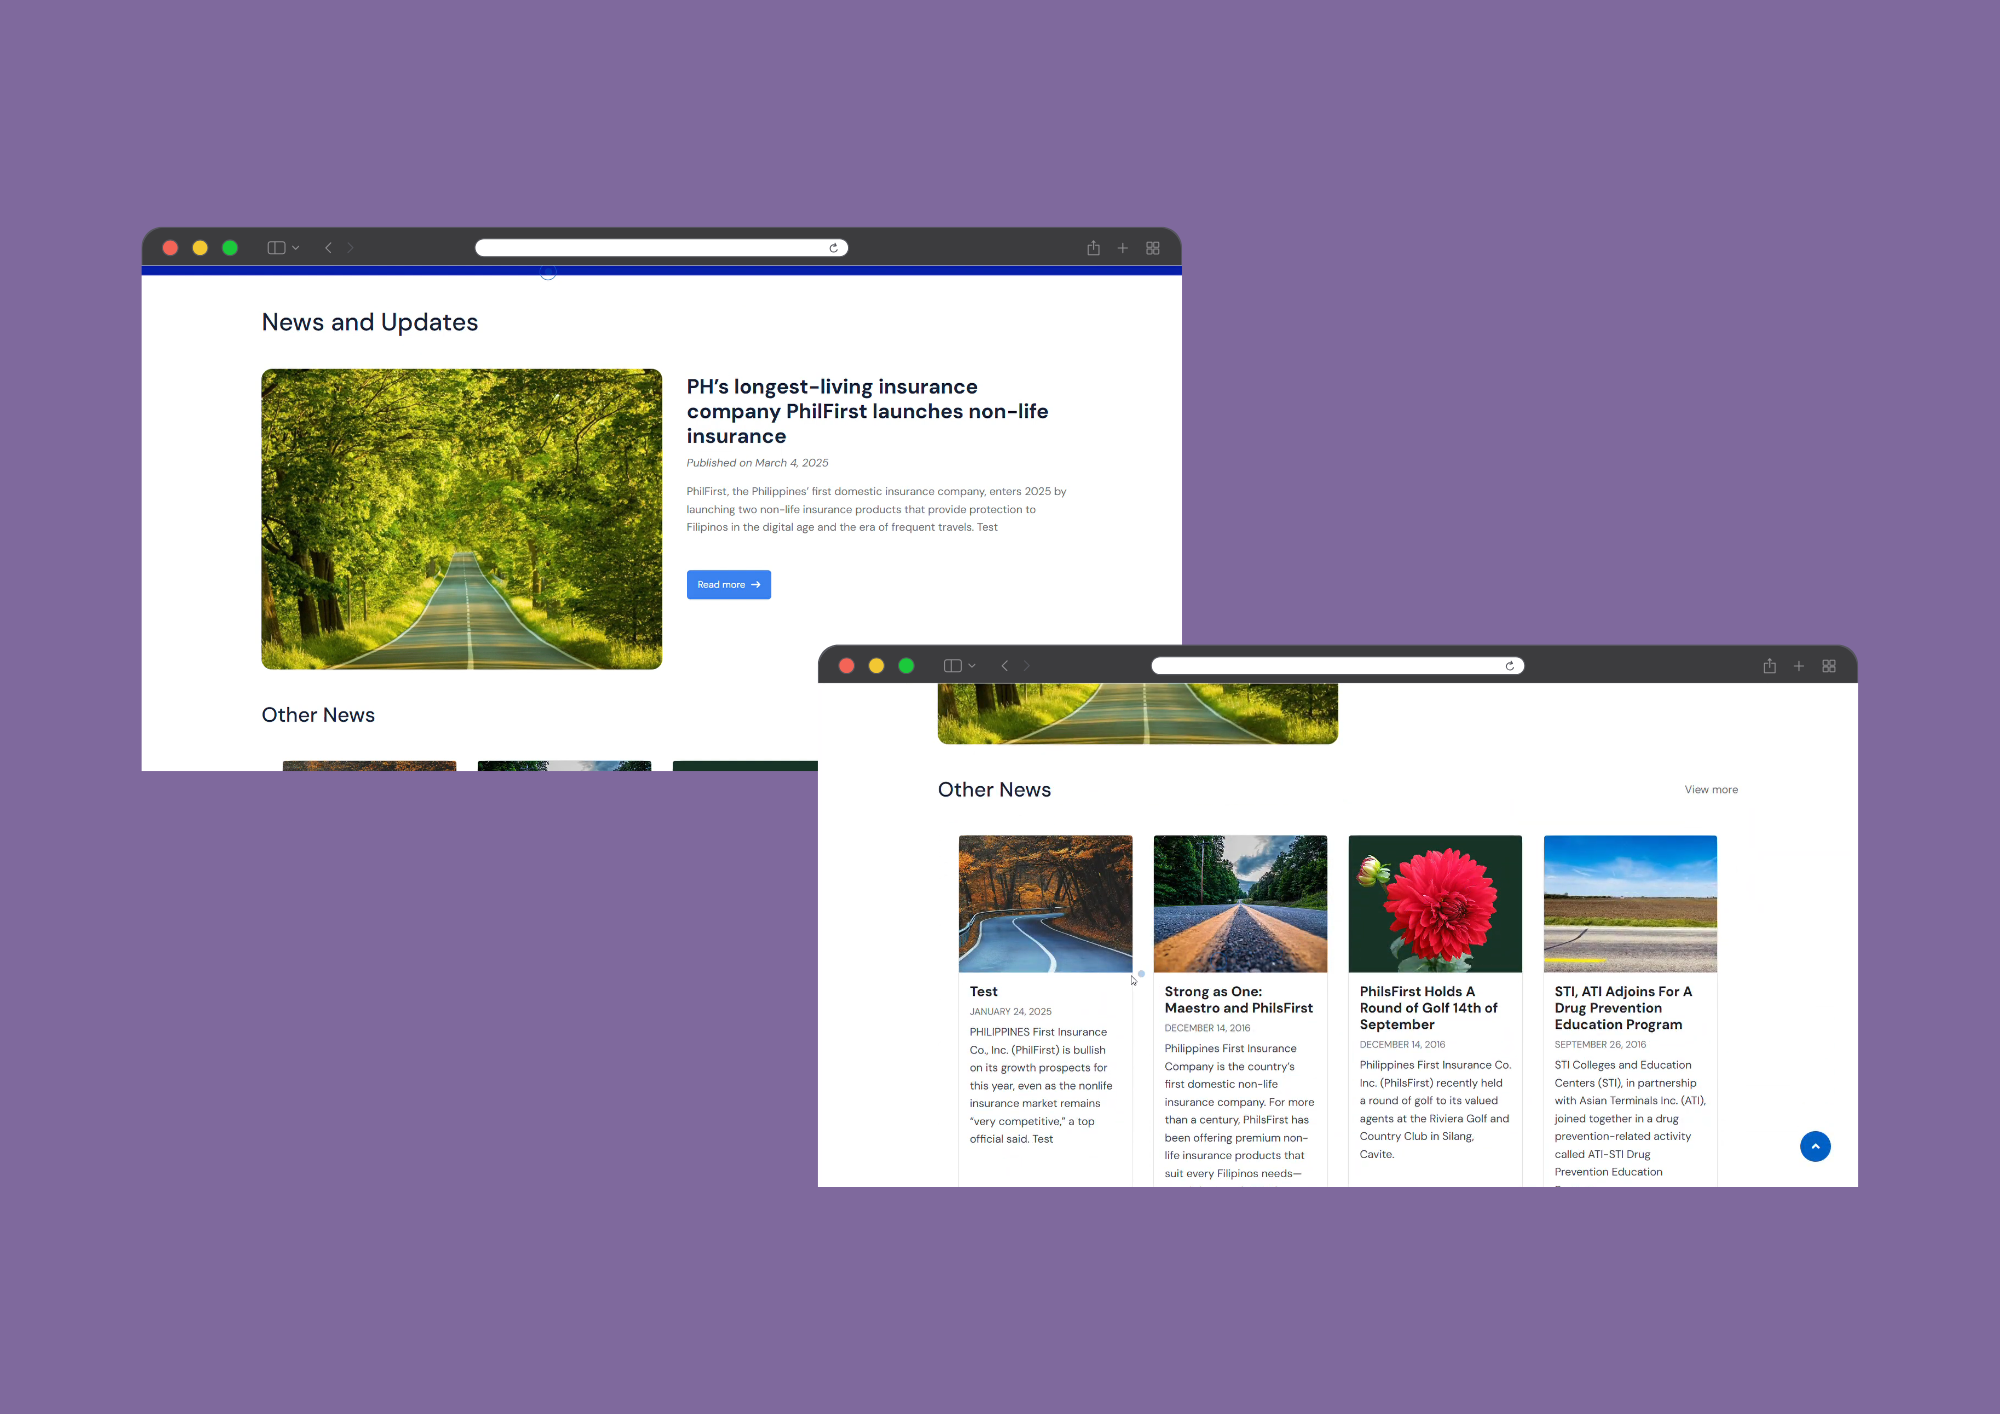 News and Updates
PH's longest-living insurance
company PhilFirst launches non-life
insurance
Published on March 4, 2025
PhilFirst, the Philippines' first domestic insurance company, enters 2025 by
launching two non-life insurance products that provide protection to
Filipinos in the digital age and the era of frequent travels. Test
Read more →
Other News
Other News
View more
Test
JANUARY 24, 2025
PHILIPPINES First Insurance
Co., Inc. (PhilFirst) is bullish
on its growth prospects for
this year, even as the nonlife
insurance market remains
“very competitive,” a top
official said. Test
Strong as One:
Maestro and PhilsFirst
DECEMBER 14, 2016
Philippines First Insurance
Company is the country's
first domestic non-life
insurance company. For more
than a century, PhilsFirst has
been offering premium non-
life insurance products that
suit every Filipinos needs—
PhilsFirst Holds A
Round of Golf 14th of
September
DECEMBER 14, 2016
Philippines First Insurance Co.
Inc. (PhilsFirst) recently held
a round of golf to its valued
agents at the Riviera Golf and
Country Club in Silang,
Cavite.
STI, ATI Adjoins For A
Drug Prevention
Education Program
SEPTEMBER 26, 2016
STI Colleges and Education
Centers (STI), in partnership
with Asian Terminals Inc. (ATI),
joined together in a drug
prevention-related activity
called ATI-STI Drug
Prevention Education